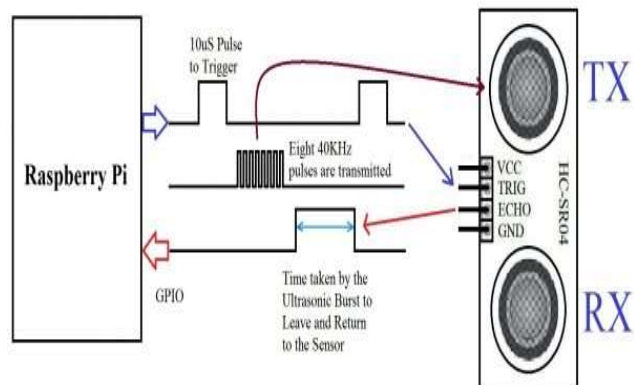 10uS Pulse
to Trigger
TX
Raspberry Pi
Eight 40KHz
pulses are transmitted
VCC
TRIG
ECHO
GND
HC-SR04
GPIO
Time taken by the
Ultrasonic Burst to
Leave and Return
to the Sensor
RX